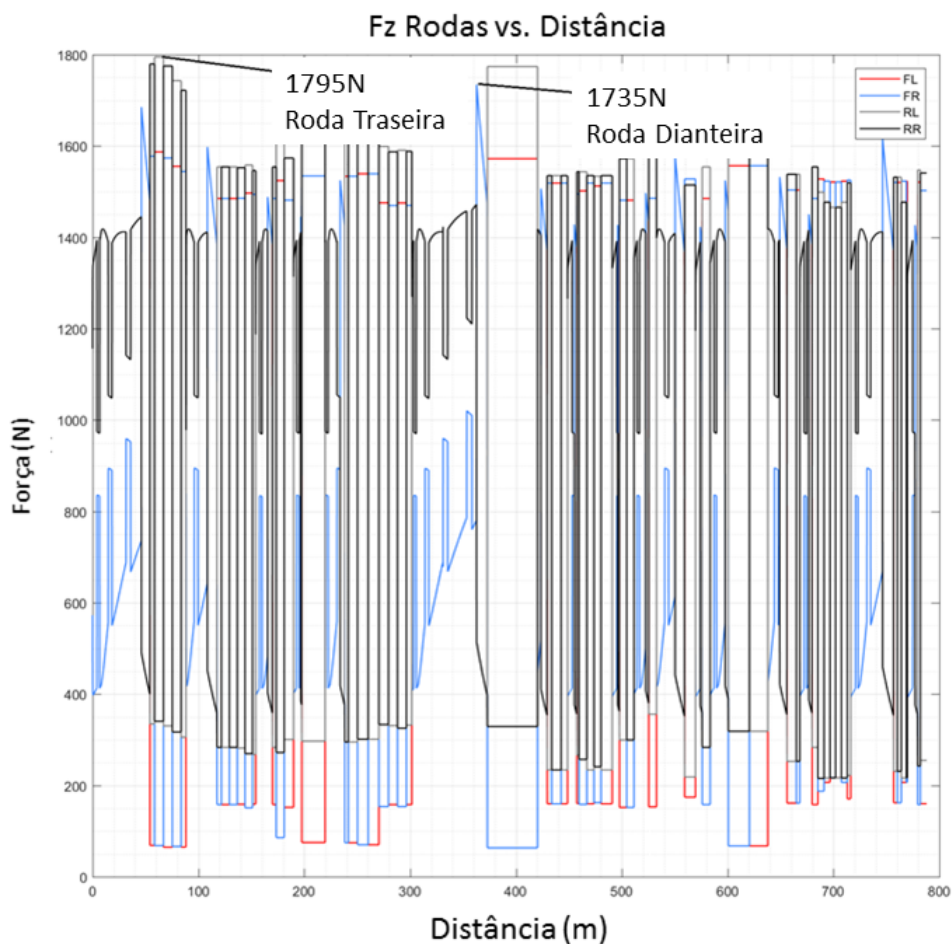 Fz Rodas vs. Distância
1800
1600
1400
1200
1000
800
600
400
200
0
Força (N)
1795N
Roda Traseira
1735N
Roda Dianteira
FL
FR
RL
RR
0
100
200
300
400
500
600
700
800
Distância (m)